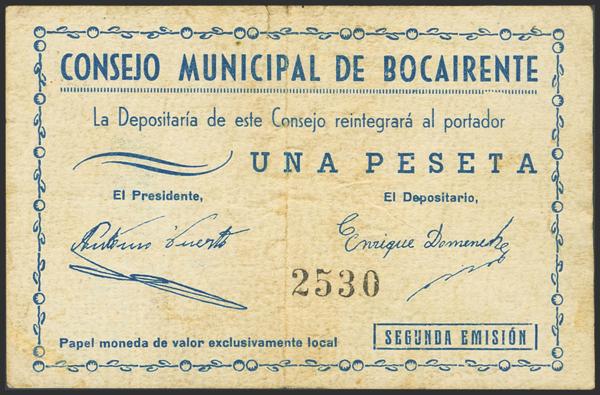 CONSEJO MUNICIPAL DE BOCAIRENTE
La Depositaría de este Consejo reintegrará al portador
UNA PESETA
El Presidente, El Depositario,
Antonio Enrique Domenech
2530
Papel moneda de valor exclusivamente local SEGUNDA EMISIÓN